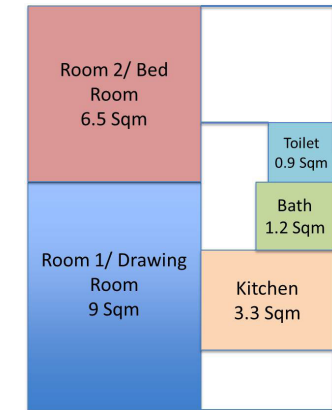 Room 2/ Bed
Room
6.5 Sqm
Toilet
0.9 Sqm
Bath
1.2 Sqm
Room 1/ Drawing
Room
9 Sqm
Kitchen
3.3 Sqm